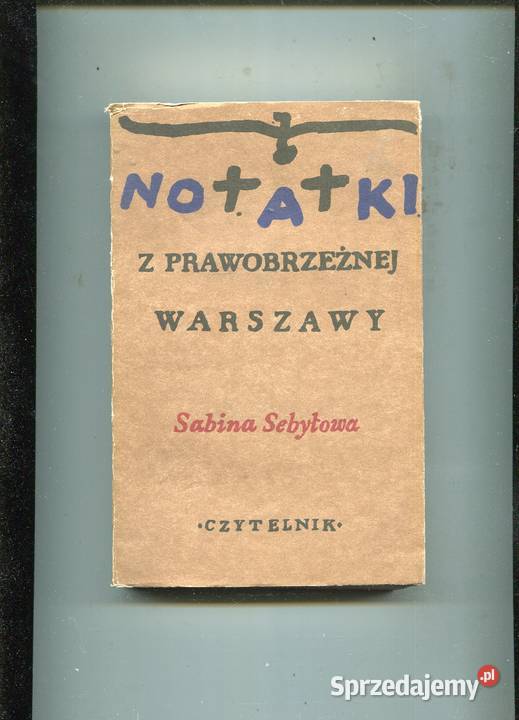 NOTATKI
Z PRAWOBRZEŻNEJ
WARSZAWY
Sabina Sebyłowa
•CZYTELNIK•
Sprzedajemy.pl